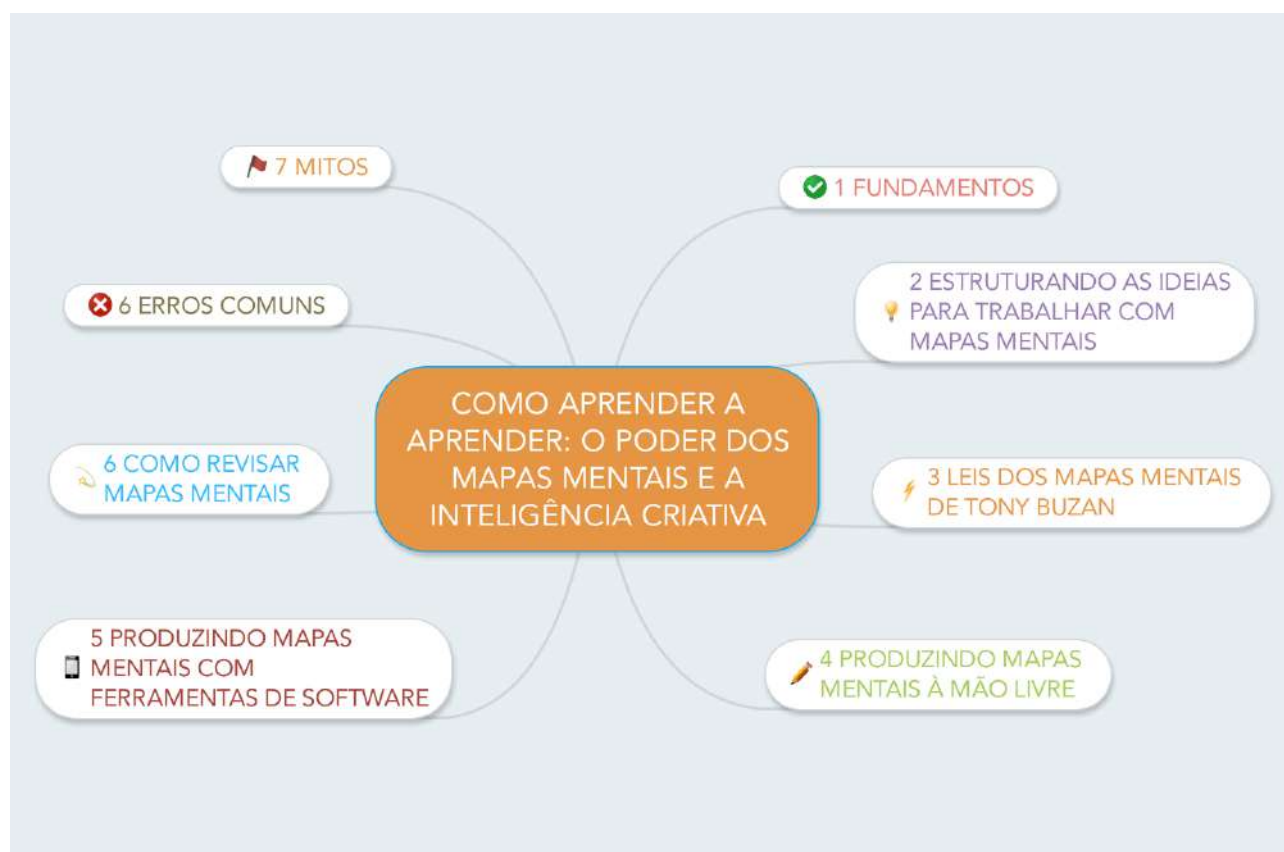 COMO APRENDER A
APRENDER: O PODER DOS
MAPAS MENTAIS E A
INTELIGÊNCIA CRIATIVA
1 FUNDAMENTOS
2 ESTRUTURANDO AS IDEIAS
PARA TRABALHAR COM
MAPAS MENTAIS
3 LEIS DOS MAPAS MENTAIS
DE TONY BUZAN
4 PRODUZINDO MAPAS
MENTAIS À MÃO LIVRE
5 PRODUZINDO MAPAS
MENTAIS COM
FERRAMENTAS DE SOFTWARE
6 COMO REVISAR
MAPAS MENTAIS
6 ERROS COMUNS
7 MITOS